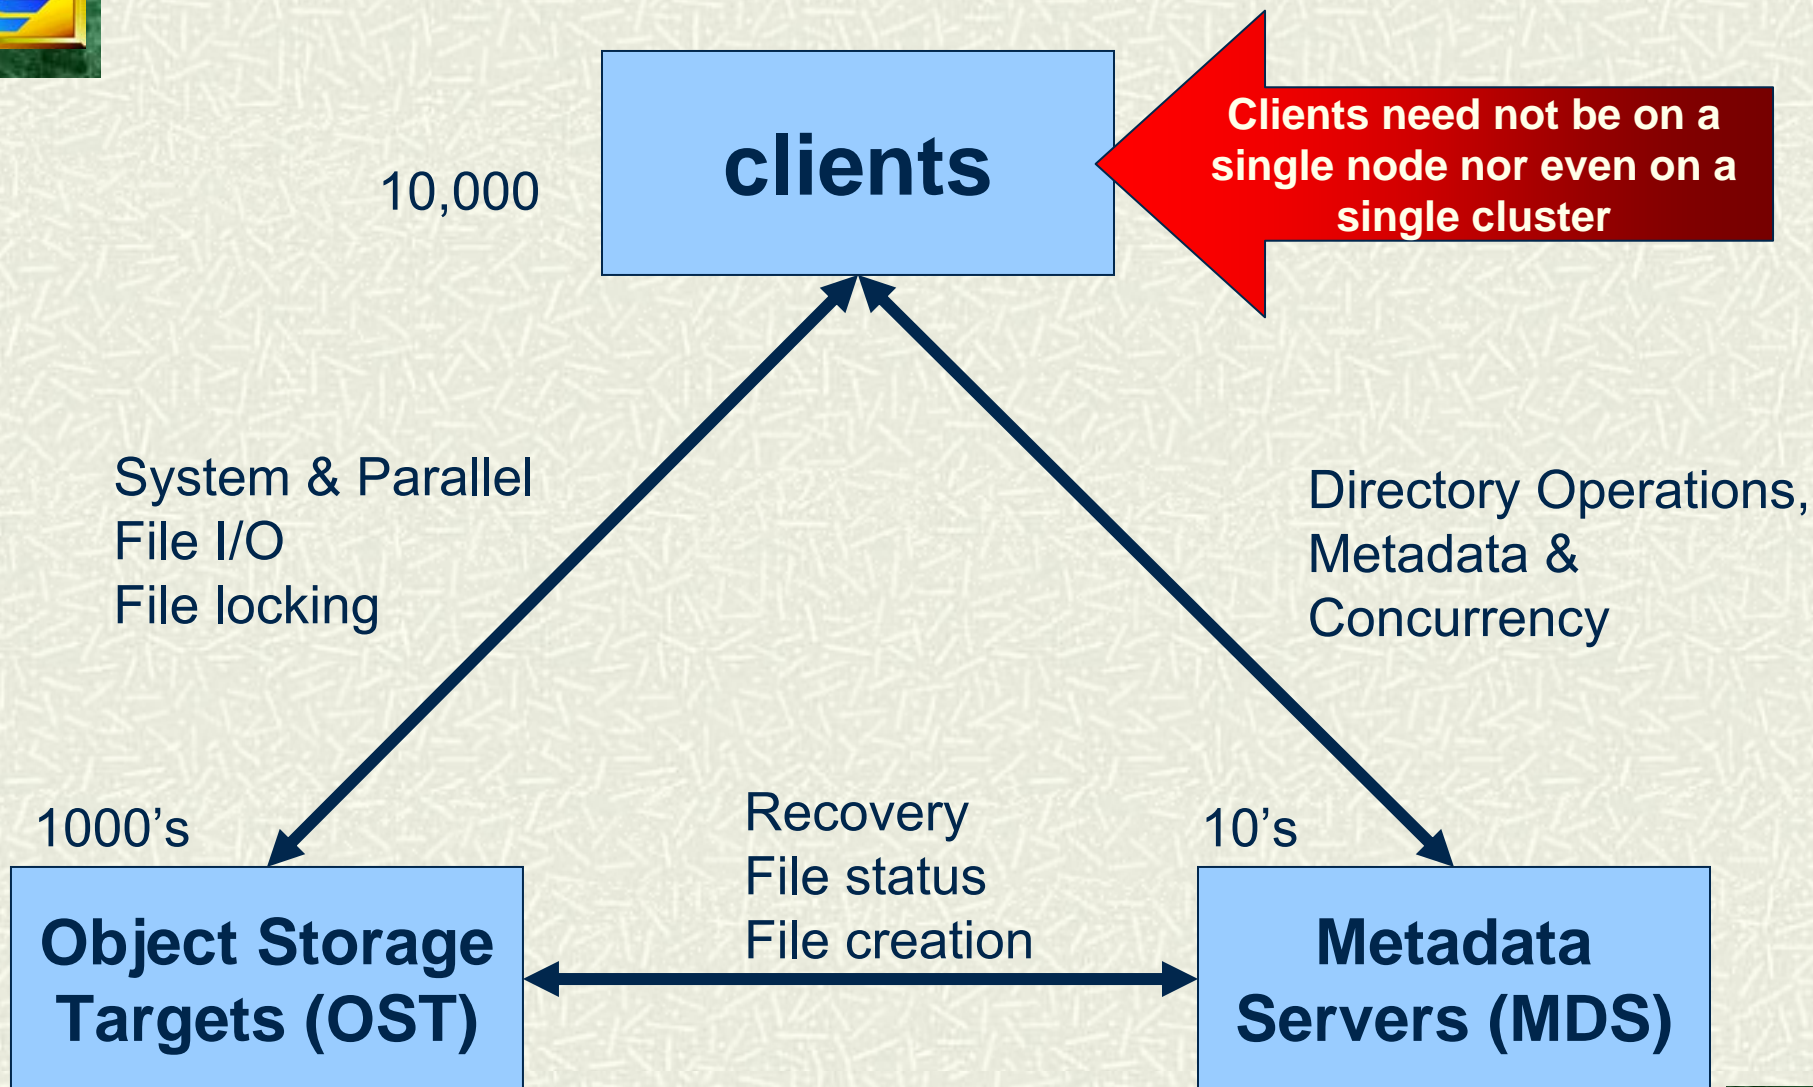 clients
Clients need not be on a
single node nor even on a
single cluster
10,000
System & Parallel
File I/O
File locking
Directory Operations,
Metadata &
Concurrency
1000’s
Recovery
File status
File creation
10’s
Object Storage
Targets (OST)
Metadata
Servers (MDS)